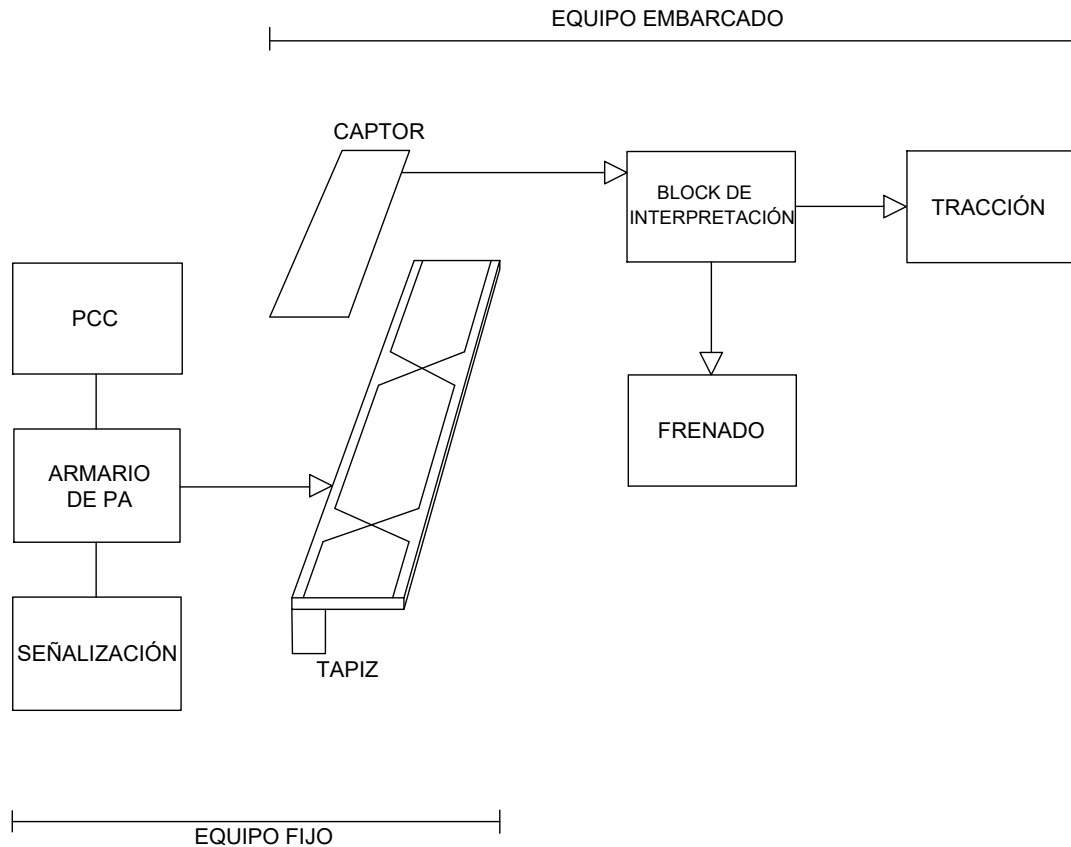 EQUIPO EMBARCADO
CAPTOR
BLOCK DE
INTERPRETACIÓN
TRACCIÓN
PCC
FRENADO
ARMARIO
DE PA
SEÑALIZACIÓN
TAPIZ
EQUIPO FIJO